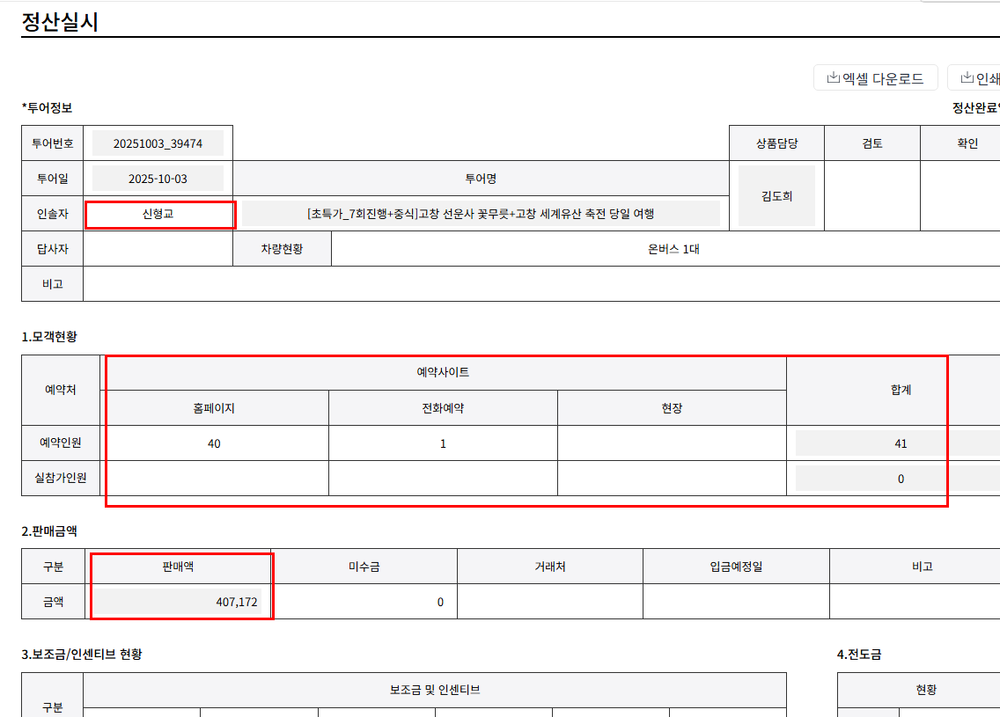 정산실시
엑셀 다운로드 인쇄
*투어정보 정산완료
투어번호 20251003_39474 상품담당 검토 확인
투어일 2025-10-03 투어명 김도희
인솔자 신형교 [초특가_7회진행+중식]고창 선운사 꽃무릇+고창 세계유산 축전 당일 여행
답사자 차량현황 온버스 1대
비고
1.모객현황
예약처 예약사이트 합계
홈페이지 전화예약 현장
예약인원 40 1 41
실참가인원 0
2.판매금액
구분 판매액 미수금 거래처 입금예정일 비고
금액 407,172 0
3.보조금/인센티브 현황 4.전도금
구분 보조금 및 인센티브 현황